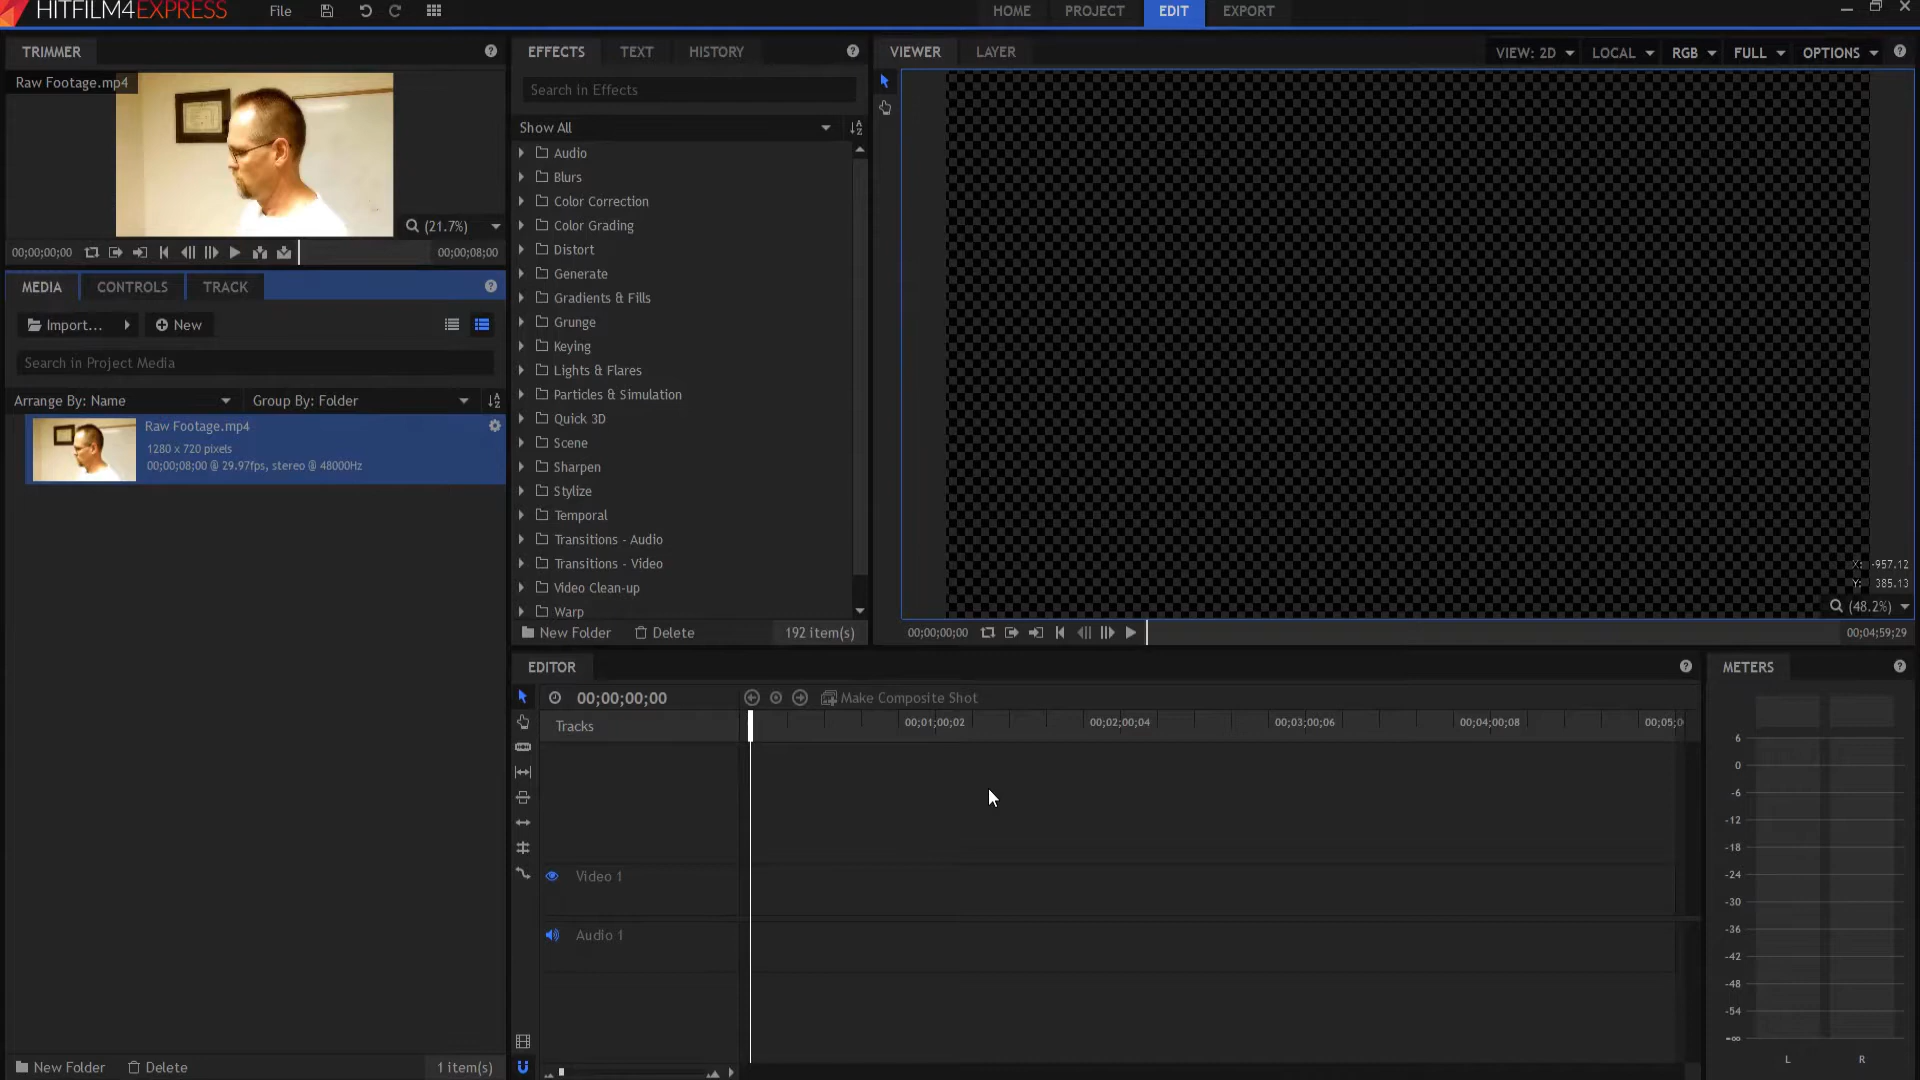 HITFILM4EXPRESS File HOME PROJECT EDIT EXPORT
TRIMMER
Raw Footage.mp4
(21.7%)
00;00;00;00 00;00;08;00
MEDIA CONTROLS TRACK
Import... New
Search in Project Media
Arrange By: Name Group By: Folder
Raw Footage.mp4
1280 x 720 pixels
00;00;08;00 @ 29.97fps, stereo @ 48000Hz
New Folder Delete 1 item(s)
EFFECTS TEXT HISTORY
Search in Effects
Show All
Audio
Blurs
Color Correction
Color Grading
Distort
Generate
Gradients & Fills
Grunge
Keying
Lights & Flares
Particles & Simulation
Quick 3D
Scene
Sharpen
Stylize
Temporal
Transitions - Audio
Transitions - Video
Video Clean-up
Warp
New Folder Delete 192 item(s)
VIEWER LAYER VIEW: 2D LOCAL RGB FULL OPTIONS
X: -957.12
Y: 385.13
(48.2%)
00;00;00;00 00;04;59;29
EDITOR
00;00;00;00 Make Composite Shot
Tracks 00;01;00;02 00;02;00;04 00;03;00;06 00;04;00;08 00;05;0
Video 1
Audio 1
METERS
6
0
-6
-12
-18
-24
-30
-36
-42
-48
-54
-∞
L R